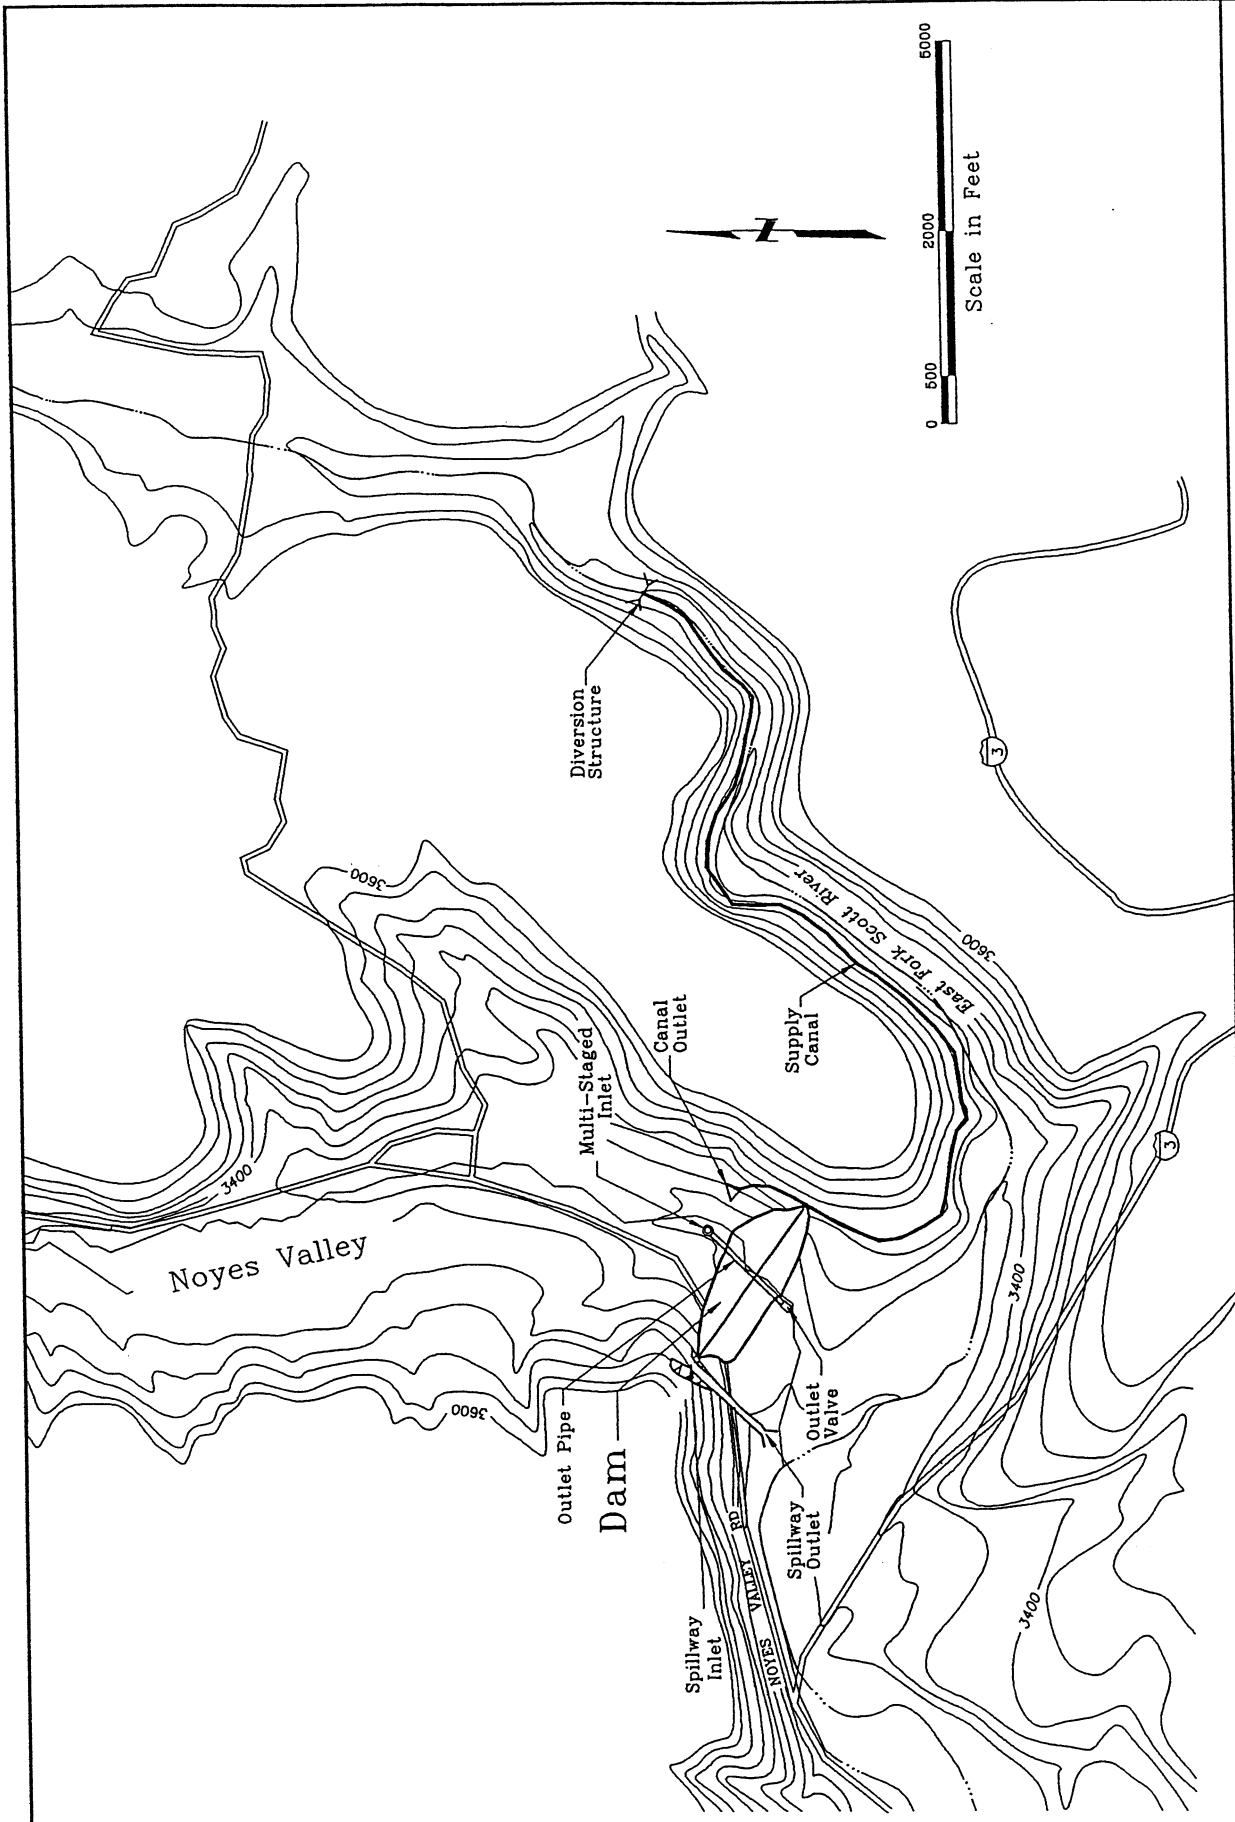 Noyes Valley
3400
3600
3600
Diversion
Structure
Multi-Staged
Inlet
Canal
Outlet
Supply
Canal
East Fork Scott River
3600
Outlet Pipe
Dam
Spillway
Inlet
NOYES VALLEY RD
Outlet
Valve
Spillway
Outlet
3400
3400
3
3
N
0 500 2000 5000
Scale in Feet